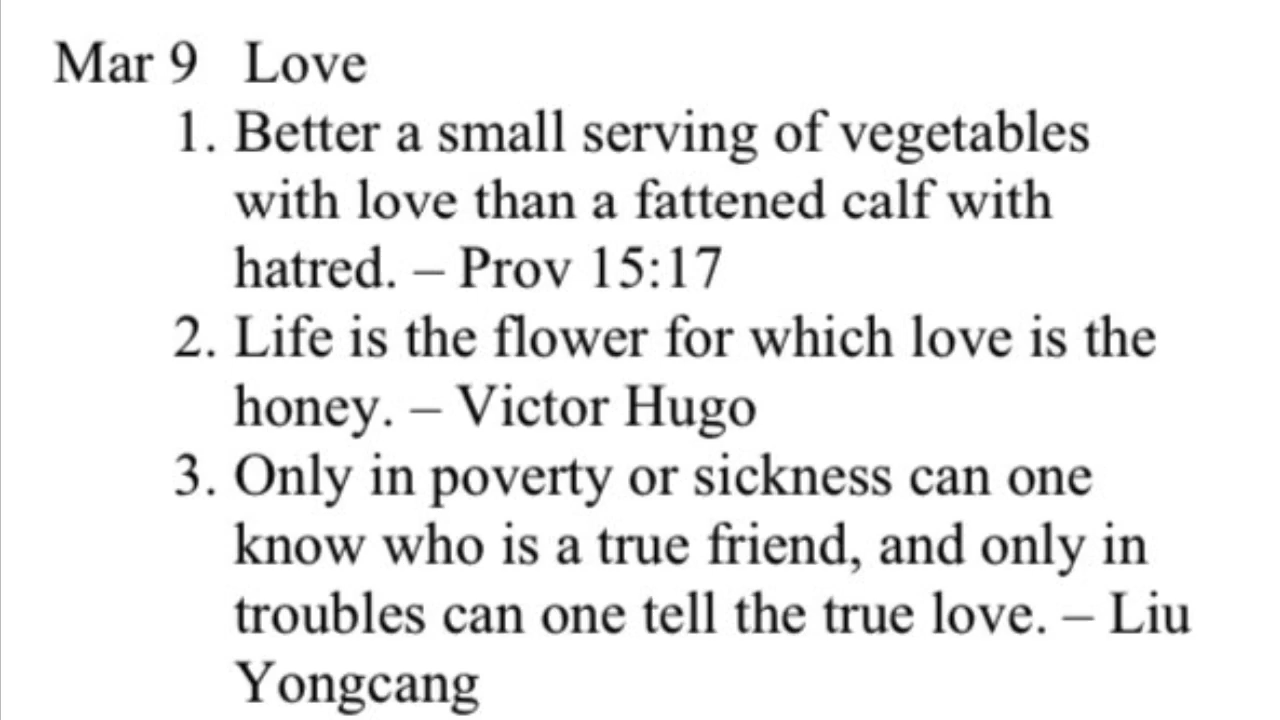 Mar 9 Love
1. Better a small serving of vegetables
with love than a fattened calf with
hatred. – Prov 15:17
2. Life is the flower for which love is the
honey. – Victor Hugo
3. Only in poverty or sickness can one
know who is a true friend, and only in
troubles can one tell the true love. – Liu
Yongcang